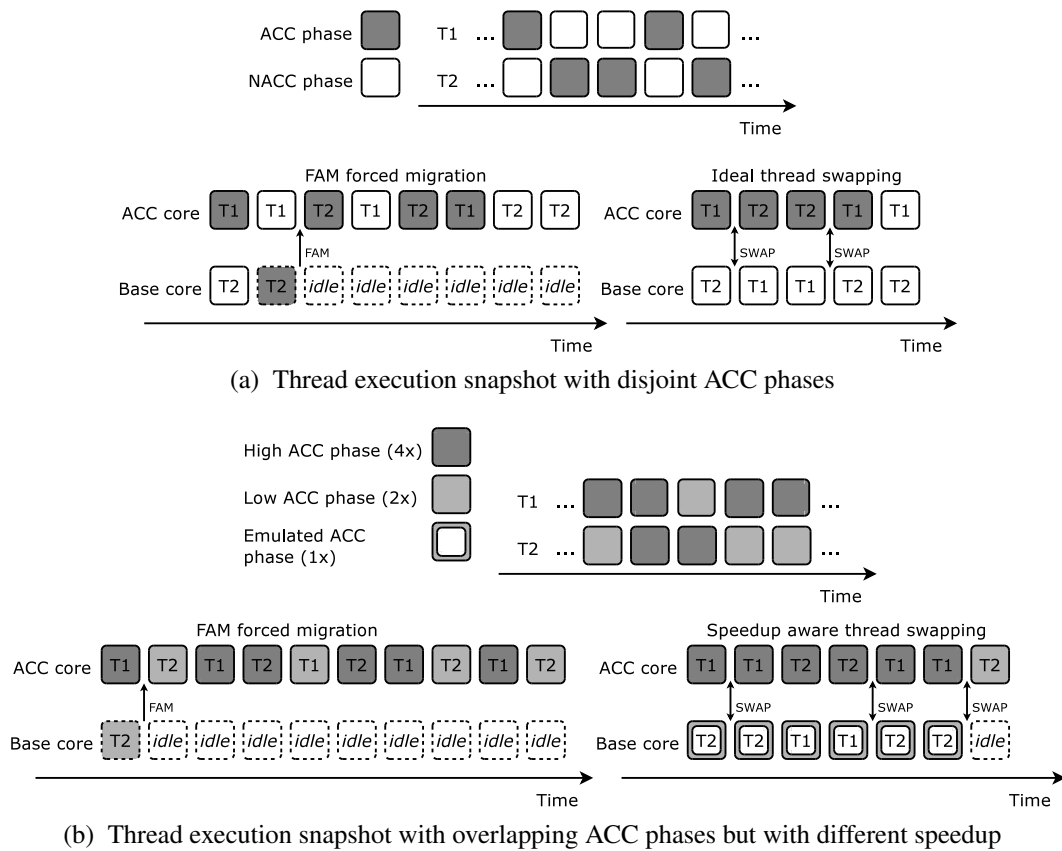 ACC phase
T1 ... ...
NACC phase
T2 ... ...
Time
FAM forced migration
ACC core T1 T1 T2 T1 T2 T1 T2 T2
FAM
Base core T2 T2 idle idle idle idle idle idle
Time
Ideal thread swapping
ACC core T1 T2 T2 T1 T1
SWAP SWAP
Base core T2 T1 T1 T2 T2
Time
(a) Thread execution snapshot with disjoint ACC phases
High ACC phase (4x)
Low ACC phase (2x)
Emulated ACC
phase (1x)
T1 ... ...
T2 ... ...
Time
FAM forced migration
ACC core T1 T2 T1 T2 T1 T2 T1 T2 T1 T2
FAM
Base core T2 idle idle idle idle idle idle idle idle idle
Time
Speedup aware thread swapping
ACC core T1 T1 T2 T2 T1 T1 T2
SWAP SWAP SWAP
Base core T2 T2 T1 T1 T2 T2 idle
Time
(b) Thread execution snapshot with overlapping ACC phases but with different speedup